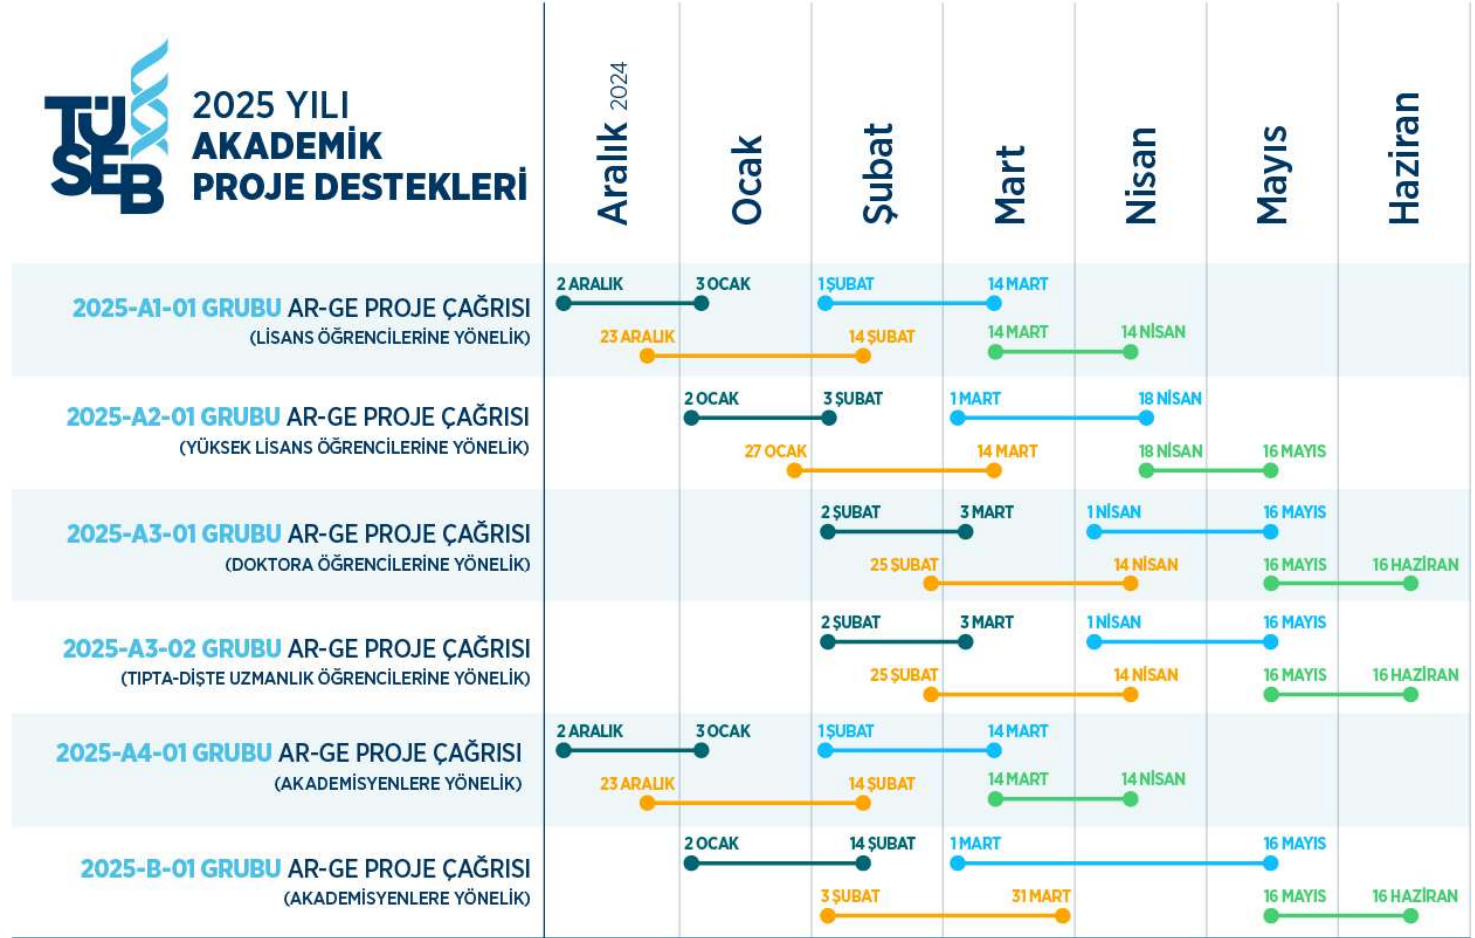 TÜSEB
2025 YILI
AKADEMİK
PROJE DESTEKLERİ
Aralık 2024
Ocak
Şubat
Mart
Nisan
Mayıs
Haziran
2025-A1-01 GRUBU AR-GE PROJE ÇAĞRISI
(LİSANS ÖĞRENCİLERİNE YÖNELİK)
2 ARALIK 3 OCAK 1 ŞUBAT 14 MART
23 ARALIK 14 ŞUBAT 14 MART 14 NİSAN
2025-A2-01 GRUBU AR-GE PROJE ÇAĞRISI
(YÜKSEK LİSANS ÖĞRENCİLERİNE YÖNELİK)
2 OCAK 3 ŞUBAT 1 MART 18 NİSAN
27 OCAK 14 MART 18 NİSAN 16 MAYIS
2025-A3-01 GRUBU AR-GE PROJE ÇAĞRISI
(DOKTORA ÖĞRENCİLERİNE YÖNELİK)
2 ŞUBAT 3 MART 1 NİSAN 16 MAYIS
25 ŞUBAT 14 NİSAN 16 MAYIS 16 HAZİRAN
2025-A3-02 GRUBU AR-GE PROJE ÇAĞRISI
(TIPTA-DİŞTE UZMANLIK ÖĞRENCİLERİNE YÖNELİK)
2 ŞUBAT 3 MART 1 NİSAN 16 MAYIS
25 ŞUBAT 14 NİSAN 16 MAYIS 16 HAZİRAN
2025-A4-01 GRUBU AR-GE PROJE ÇAĞRISI
(AKADEMİSYENLERE YÖNELİK)
2 ARALIK 3 OCAK 1 ŞUBAT 14 MART
23 ARALIK 14 ŞUBAT 14 MART 14 NİSAN
2025-B-01 GRUBU AR-GE PROJE ÇAĞRISI
(AKADEMİSYENLERE YÖNELİK)
2 OCAK 14 ŞUBAT 1 MART 16 MAYIS
3 ŞUBAT 31 MART 16 MAYIS 16 HAZİRAN